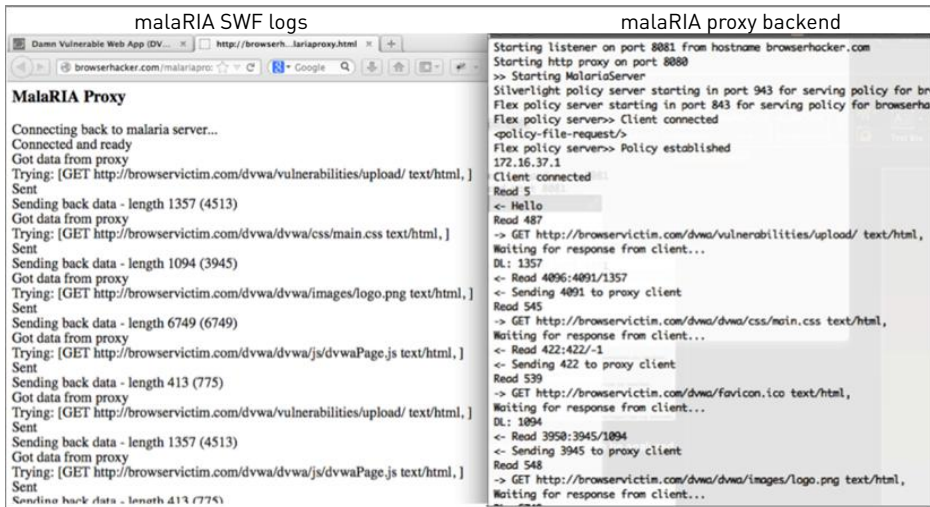 malaRIA SWF logs
malaRIA proxy backend
Damn Vulnerable Web App (DV...
http://browserh...lariaproxy.html
browserhacker.com/malariapro:
Google
MalaRIA Proxy
Connecting back to malaria server...
Connected and ready
Got data from proxy
Trying: [GET http://browservictim.com/dvwa/vulnerabilities/upload/ text/html, ]
Sent
Sending back data - length 1357 (4513)
Got data from proxy
Trying: [GET http://browservictim.com/dvwa/dvwa/css/main.css text/html, ]
Sent
Sending back data - length 1094 (3945)
Got data from proxy
Trying: [GET http://browservictim.com/dvwa/dvwa/images/logo.png text/html, ]
Sent
Sending back data - length 6749 (6749)
Got data from proxy
Trying: [GET http://browservictim.com/dvwa/dvwa/js/dvwaPage.js text/html, ]
Sent
Sending back data - length 413 (775)
Got data from proxy
Trying: [GET http://browservictim.com/dvwa/vulnerabilities/upload/ text/html, ]
Sent
Sending back data - length 1357 (4513)
Got data from proxy
Trying: [GET http://browservictim.com/dvwa/dvwa/js/dvwaPage.js text/html, ]
Sent
Sending back data - length 413 (775)
Starting listener on port 8081 from hostname browserhacker.com
Starting http proxy on port 8080
>> Starting MalariaServer
Silverlight policy server starting in port 943 for serving policy for br
Flex policy server starting in port 843 for serving policy for browserha
Flex policy server>> Client connected
<policy-file-request/>
Flex policy server>> Policy established
172.16.37.1
Client connected
Read 5
<- Hello
Read 487
-> GET http://browservictim.com/dvwa/vulnerabilities/upload/ text/html,
Waiting for response from client...
DL: 1357
<- Read 4096:4091/1357
<- Sending 4091 to proxy client
Read 545
-> GET http://browservictim.com/dvwa/dvwa/css/main.css text/html,
Waiting for response from client...
<- Read 422:422/-1
<- Sending 422 to proxy client
Read 539
-> GET http://browservictim.com/dvwa/favicon.ico text/html,
Waiting for response from client...
DL: 1094
<- Read 3950:3945/1094
<- Sending 3945 to proxy client
Read 548
-> GET http://browservictim.com/dvwa/dvwa/images/logo.png text/html,
Waiting for response from client...